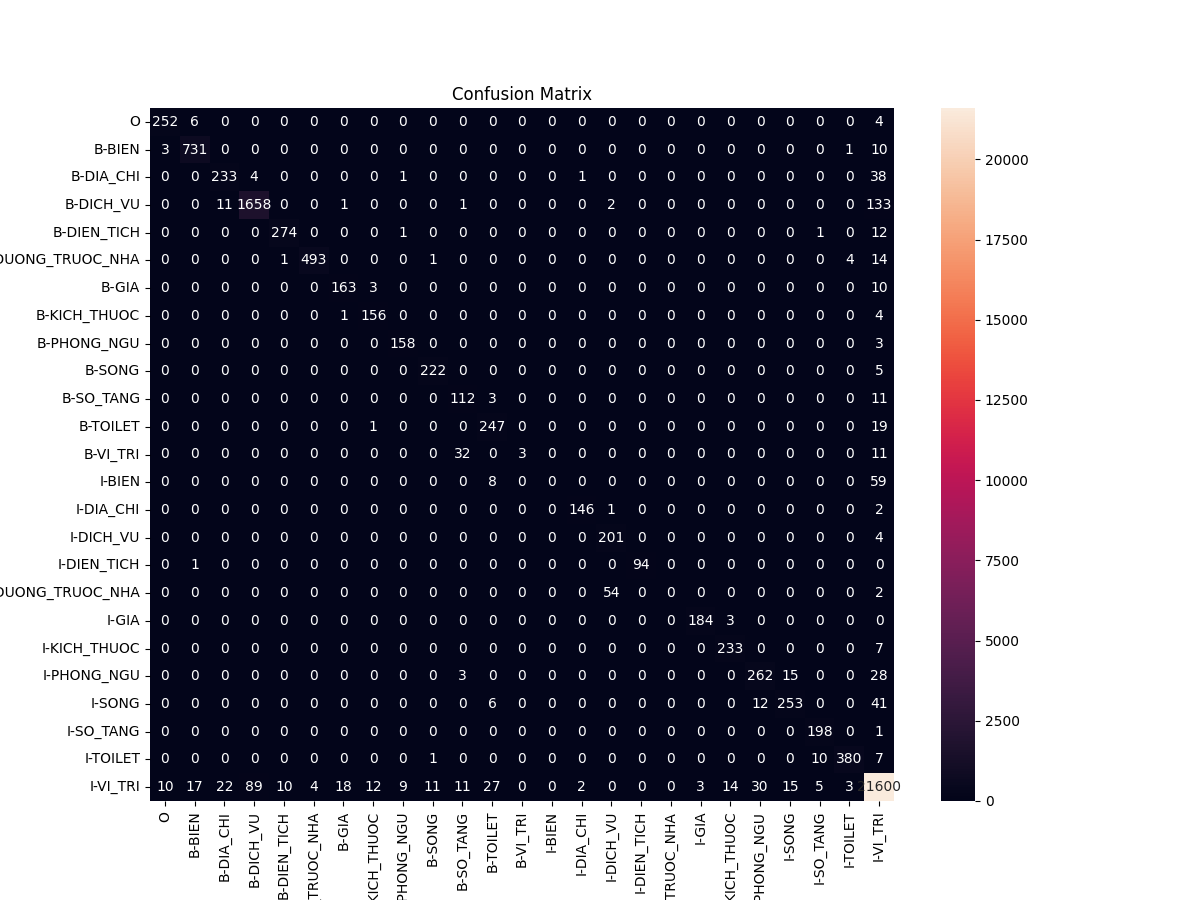 Confusion Matrix
O 252 6 0 0 0 0 0 0 0 0 0 0 0 0 0 0 0 0 0 0 0 0 0 0 4
B-BIEN 3 731 0 0 0 0 0 0 0 0 0 0 0 0 0 0 0 0 0 0 0 0 0 1 10
B-DIA_CHI 0 0 233 4 0 0 0 0 1 0 0 0 0 0 1 0 0 0 0 0 0 0 0 0 38
B-DICH_VU 0 0 11 1658 0 0 1 0 0 0 1 0 0 0 0 2 0 0 0 0 0 0 0 0 133
B-DIEN_TICH 0 0 0 0 274 0 0 0 1 0 0 0 0 0 0 0 0 0 0 0 0 0 1 0 12
DUONG_TRUOC_NHA 0 0 0 0 1 493 0 0 0 1 0 0 0 0 0 0 0 0 0 0 0 0 0 4 14
B-GIA 0 0 0 0 0 0 163 3 0 0 0 0 0 0 0 0 0 0 0 0 0 0 0 0 10
B-KICH_THUOC 0 0 0 0 0 0 1 156 0 0 0 0 0 0 0 0 0 0 0 0 0 0 0 0 4
B-PHONG_NGU 0 0 0 0 0 0 0 0 158 0 0 0 0 0 0 0 0 0 0 0 0 0 0 0 3
B-SONG 0 0 0 0 0 0 0 0 0 222 0 0 0 0 0 0 0 0 0 0 0 0 0 0 5
B-SO_TANG 0 0 0 0 0 0 0 0 0 0 112 3 0 0 0 0 0 0 0 0 0 0 0 0 11
B-TOILET 0 0 0 0 0 0 0 1 0 0 0 247 0 0 0 0 0 0 0 0 0 0 0 0 19
B-VI_TRI 0 0 0 0 0 0 0 0 0 0 32 0 3 0 0 0 0 0 0 0 0 0 0 0 11
I-BIEN 0 0 0 0 0 0 0 0 0 0 0 8 0 0 0 0 0 0 0 0 0 0 0 0 59
I-DIA_CHI 0 0 0 0 0 0 0 0 0 0 0 0 0 0 146 1 0 0 0 0 0 0 0 0 2
I-DICH_VU 0 0 0 0 0 0 0 0 0 0 0 0 0 0 0 201 0 0 0 0 0 0 0 0 4
I-DIEN_TICH 0 1 0 0 0 0 0 0 0 0 0 0 0 0 0 0 94 0 0 0 0 0 0 0 0
DUONG_TRUOC_NHA 0 0 0 0 0 0 0 0 0 0 0 0 0 0 0 54 0 0 0 0 0 0 0 0 2
I-GIA 0 0 0 0 0 0 0 0 0 0 0 0 0 0 0 0 0 0 184 3 0 0 0 0 0
I-KICH_THUOC 0 0 0 0 0 0 0 0 0 0 0 0 0 0 0 0 0 0 0 233 0 0 0 0 7
I-PHONG_NGU 0 0 0 0 0 0 0 0 0 0 3 0 0 0 0 0 0 0 0 0 262 15 0 0 28
I-SONG 0 0 0 0 0 0 0 0 0 0 0 6 0 0 0 0 0 0 0 0 12 253 0 0 41
I-SO_TANG 0 0 0 0 0 0 0 0 0 0 0 0 0 0 0 0 0 0 0 0 0 0 198 0 1
I-TOILET 0 0 0 0 0 0 0 0 0 1 0 0 0 0 0 0 0 0 0 0 0 0 10 380 7
I-VI_TRI 10 17 22 89 10 4 18 12 9 11 11 27 0 0 2 0 0 0 3 14 30 15 5 3 21600
O B-BIEN B-DIA_CHI B-DICH_VU B-DIEN_TICH TRUOC_NHA B-GIA KICH_THUOC PHONG_NGU B-SONG B-SO_TANG B-TOILET B-VI_TRI I-BIEN I-DIA_CHI I-DICH_VU I-DIEN_TICH TRUOC_NHA I-GIA KICH_THUOC PHONG_NGU I-SONG I-SO_TANG I-TOILET I-VI_TRI
20000
17500
15000
12500
10000
7500
5000
2500
0